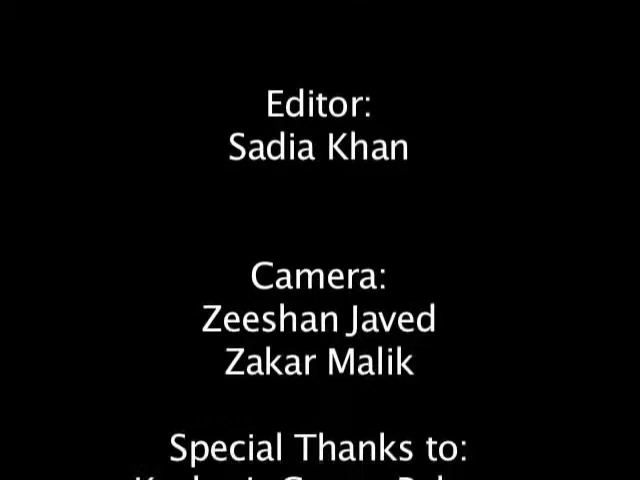 Editor:
Sadia Khan
Camera:
Zeeshan Javed
Zakar Malik
Special Thanks to: